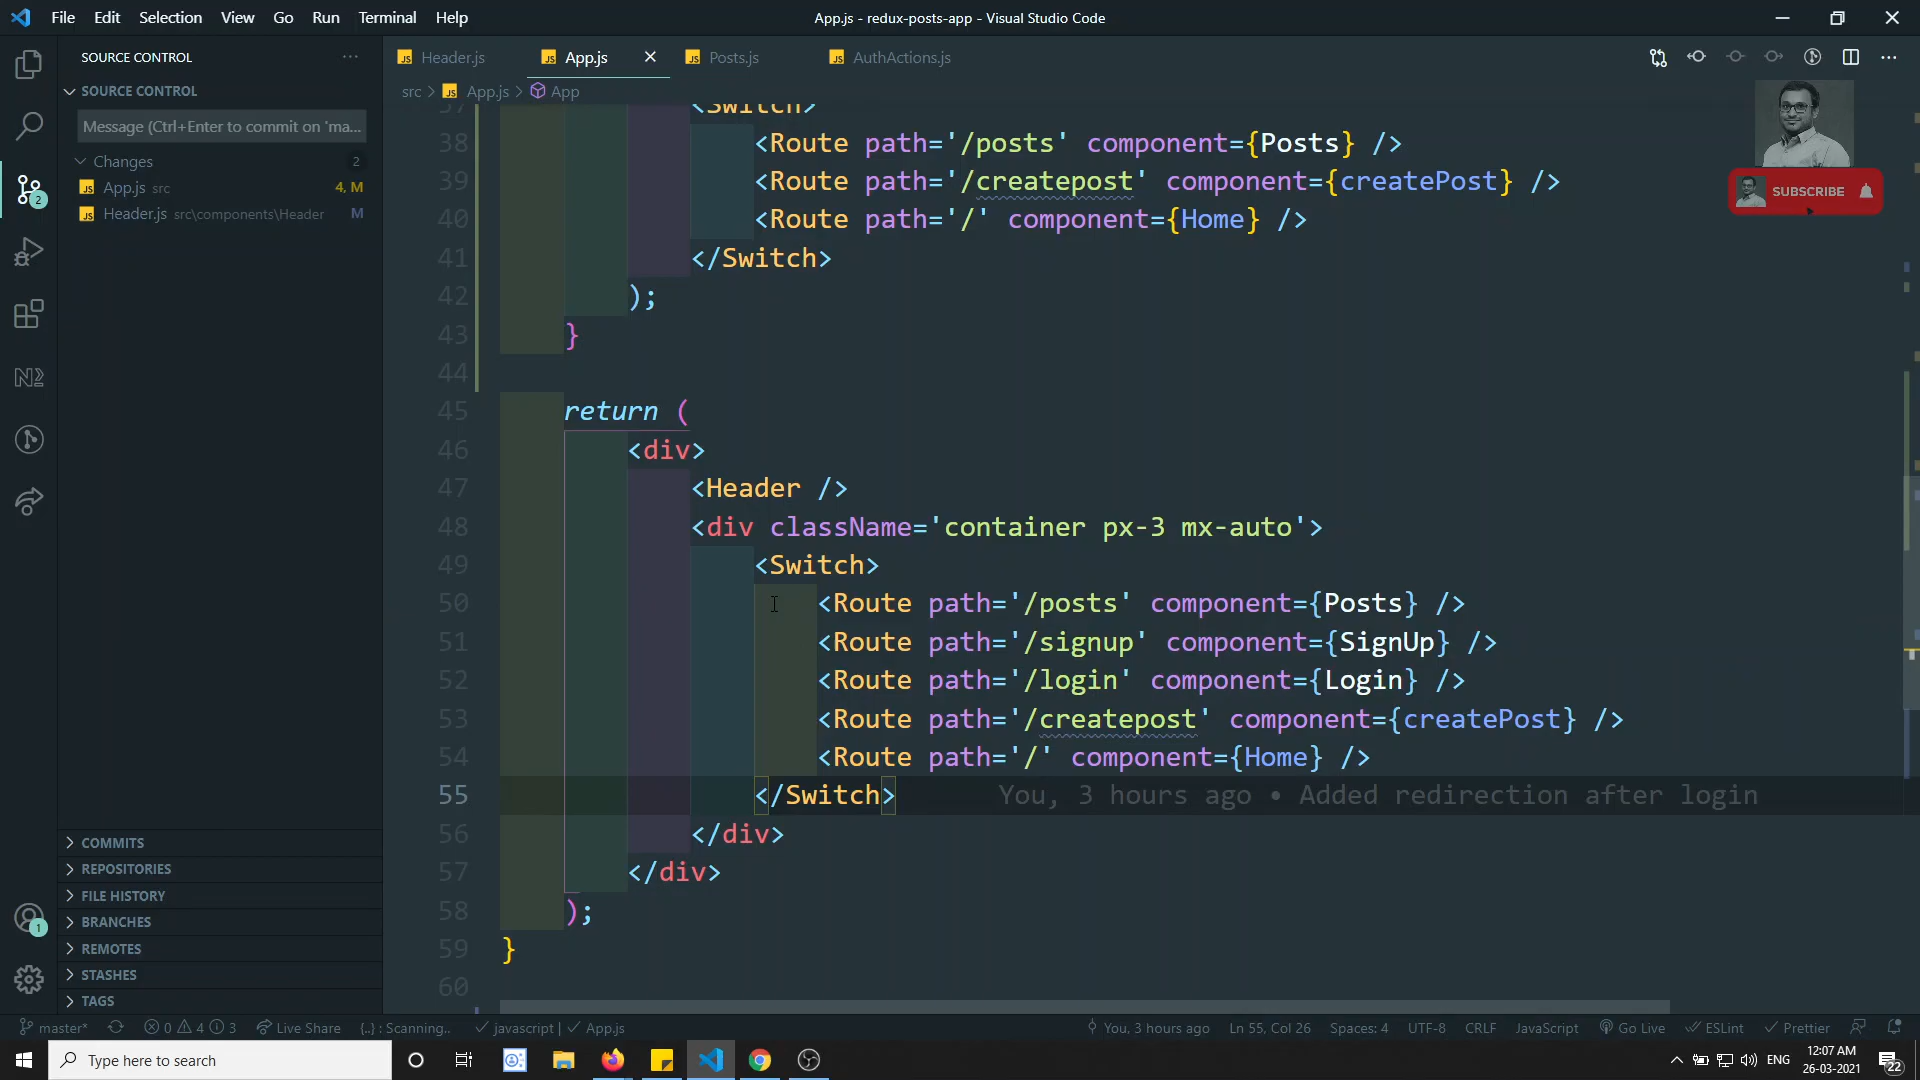 File Edit Selection View Go Run Terminal Help
App.js - redux-posts-app - Visual Studio Code
SOURCE CONTROL
SOURCE CONTROL
Message (Ctrl+Enter to commit on 'ma...
Changes 2
App.js src 4, M
Header.js src\components\Header M
COMMITS
REPOSITORIES
FILE HISTORY
BRANCHES
REMOTES
STASHES
TAGS
Header.js App.js Posts.js AuthActions.js
src > App.js > App
SUBSCRIBE
37 <Switch>
38 <Route path='/posts' component={Posts} />
39 <Route path='/createpost' component={createPost} />
40 <Route path='/' component={Home} />
41 </Switch>
42 );
43 }
44
45 return (
46 <div>
47 <Header />
48 <div className='container px-3 mx-auto'>
49 <Switch>
50 <Route path='/posts' component={Posts} />
51 <Route path='/signup' component={SignUp} />
52 <Route path='/login' component={Login} />
53 <Route path='/createpost' component={createPost} />
54 <Route path='/' component={Home} />
55 </Switch> You, 3 hours ago • Added redirection after login
56 </div>
57 </div>
58 );
59 }
60
2
1
master* 0 4 3 Live Share {..} : Scanning.. javascript | App.js You, 3 hours ago Ln 55, Col 26 Spaces: 4 UTF-8 CRLF JavaScript Go Live ESLint Prettier
Type here to search
ENG
12:07 AM
26-03-2021
22